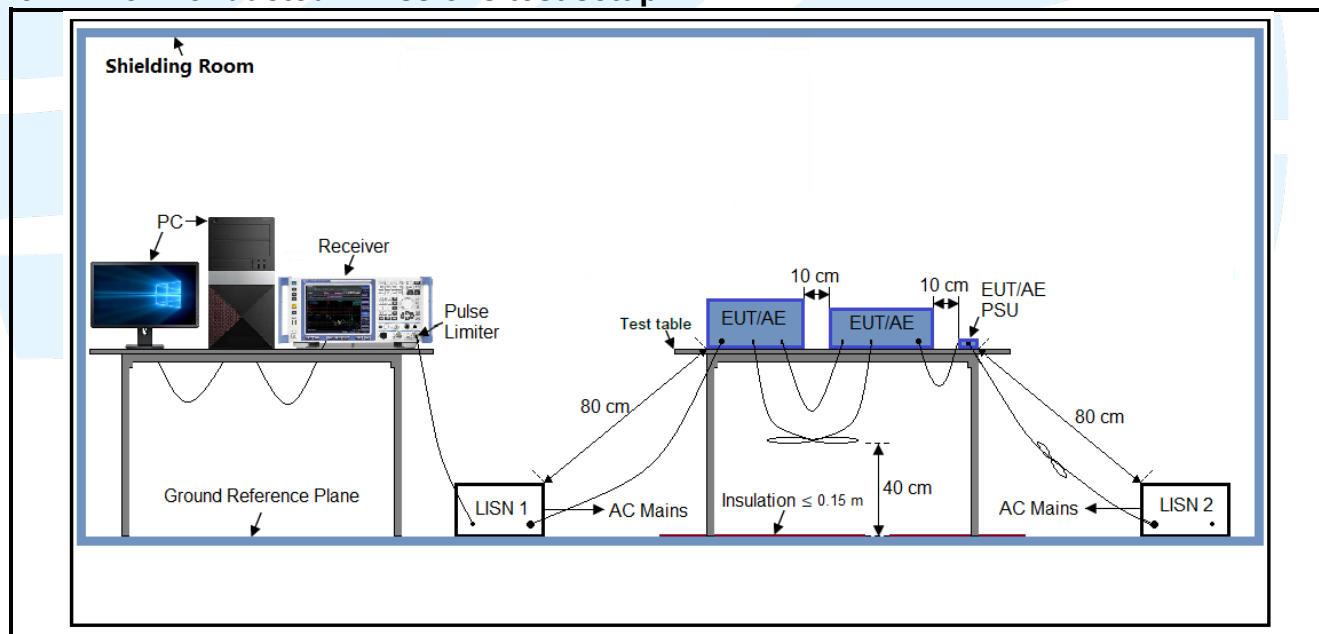 Shielding Room
PC
Receiver
Pulse
Limiter
10 cm
10 cm
EUT/AE
PSU
Test table
EUT/AE
EUT/AE
80 cm
80 cm
Ground Reference Plane
LISN 1
AC Mains
Insulation ≤ 0.15 m
40 cm
AC Mains
LISN 2